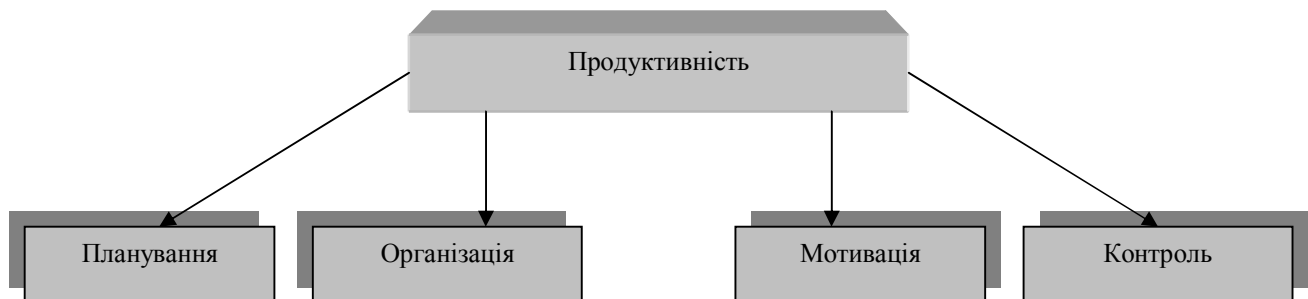 Продуктивність
Планування
Організація
Мотивація
Контроль